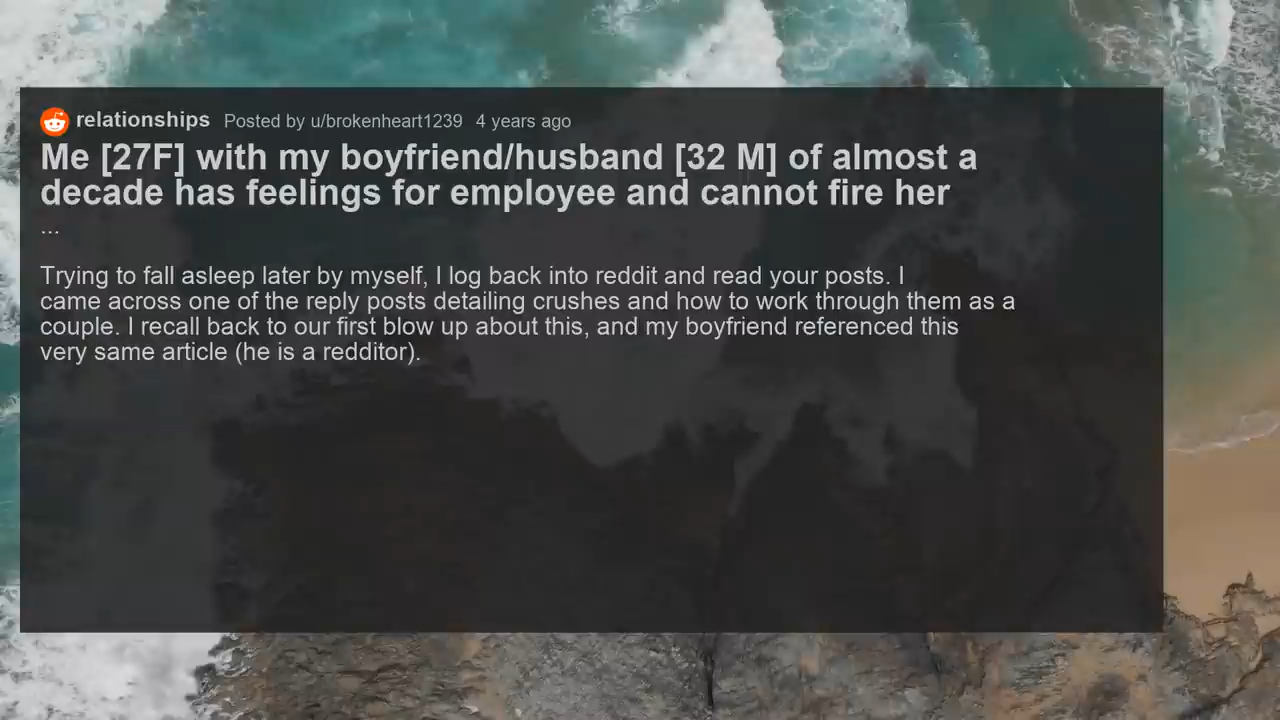 relationships Posted by u/brokenheart1239 4 years ago
Me [27F] with my boyfriend/husband [32 M] of almost a
decade has feelings for employee and cannot fire her
...
Trying to fall asleep later by myself, I log back into reddit and read your posts. I
came across one of the reply posts detailing crushes and how to work through them as a
couple. I recall back to our first blow up about this, and my boyfriend referenced this
very same article (he is a redditor).